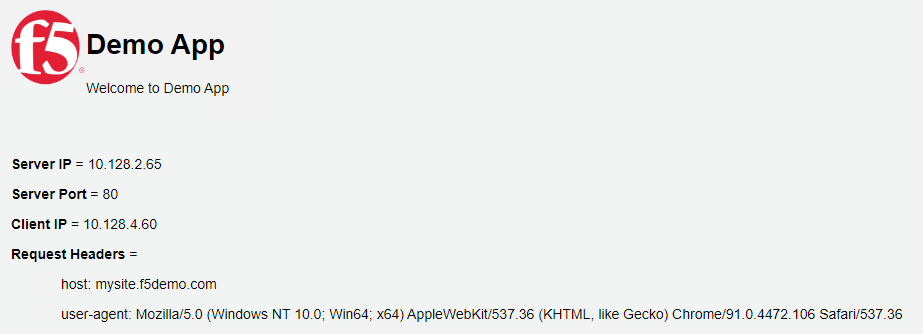 f5
Demo App
Welcome to Demo App
Server IP = 10.128.2.65
Server Port = 80
Client IP = 10.128.4.60
Request Headers =
host: mysite.f5demo.com
user-agent: Mozilla/5.0 (Windows NT 10.0; Win64; x64) AppleWebKit/537.36 (KHTML, like Gecko) Chrome/91.0.4472.106 Safari/537.36